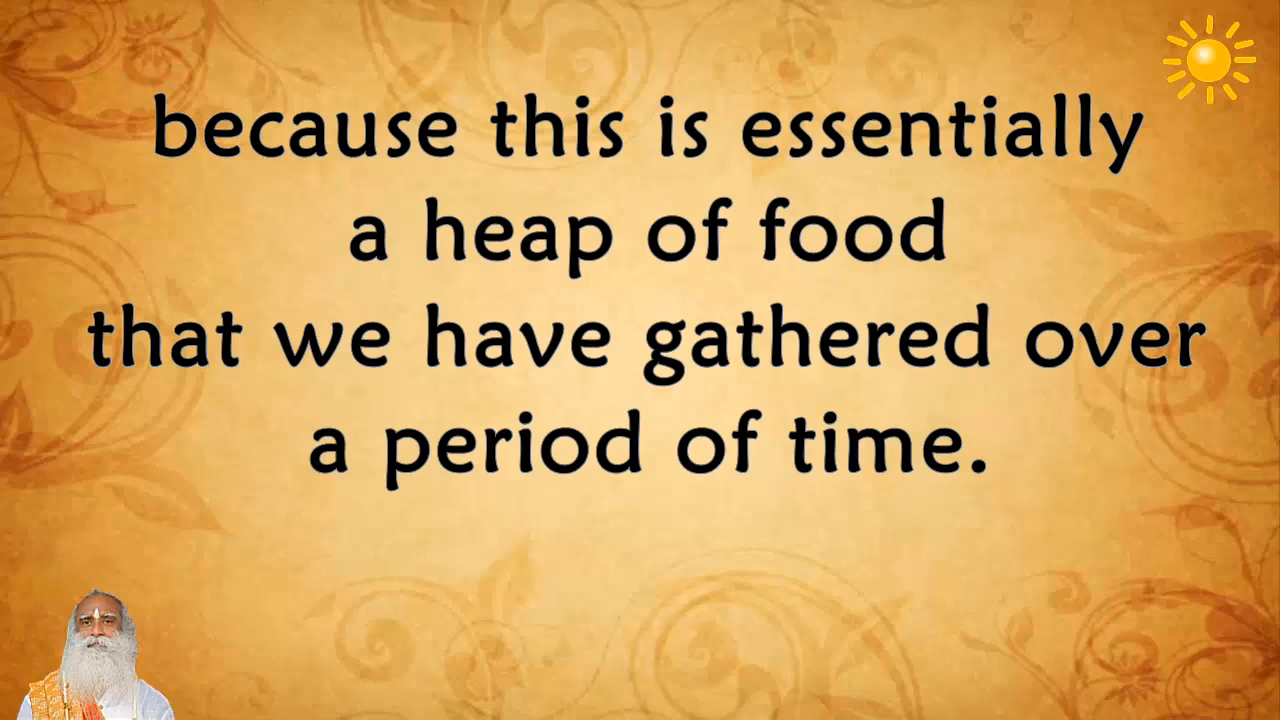 because this is essentially
a heap of food
that we have gathered over
a period of time.